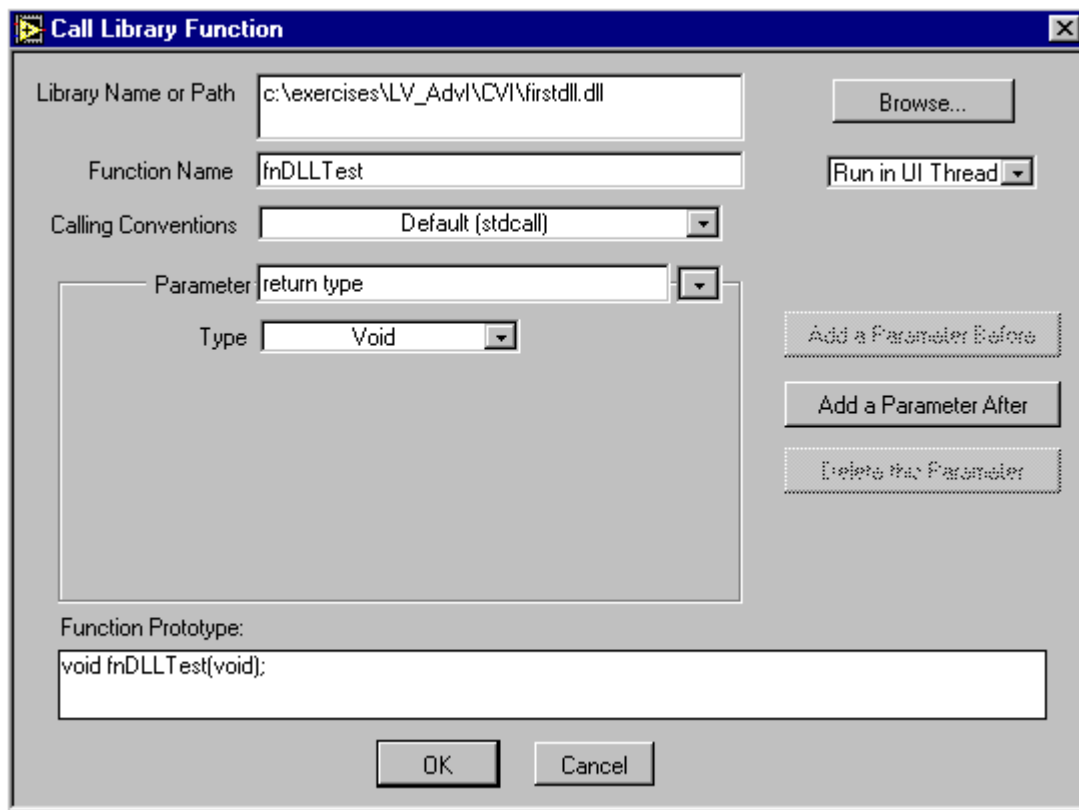 Call Library Function
Library Name or Path
c:\exercises\LV_AdvI\CVI\firstdll.dll
Browse...
Function Name
fnDLLTest
Run in UI Thread
Calling Conventions
Default (stdcall)
Parameter
return type
Type
Void
Add a Parameter Before
Add a Parameter After
Delete this Parameter
Function Prototype:
void fnDLLTest(void);
OK
Cancel